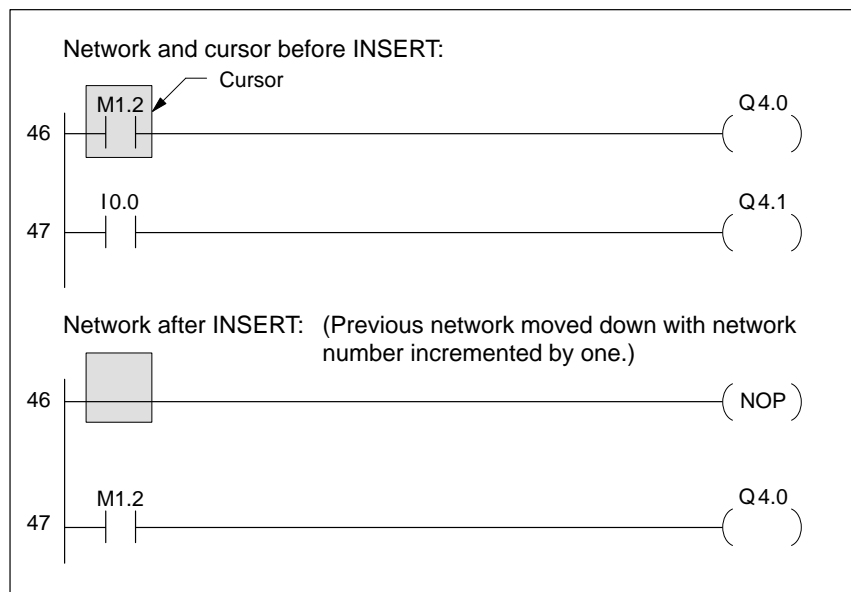 Network and cursor before INSERT:
Cursor
M1.2
Q4.0
46
I0.0
Q4.1
47
Network after INSERT: (Previous network moved down with network
number incremented by one.)
46
NOP
M1.2
Q4.0
47